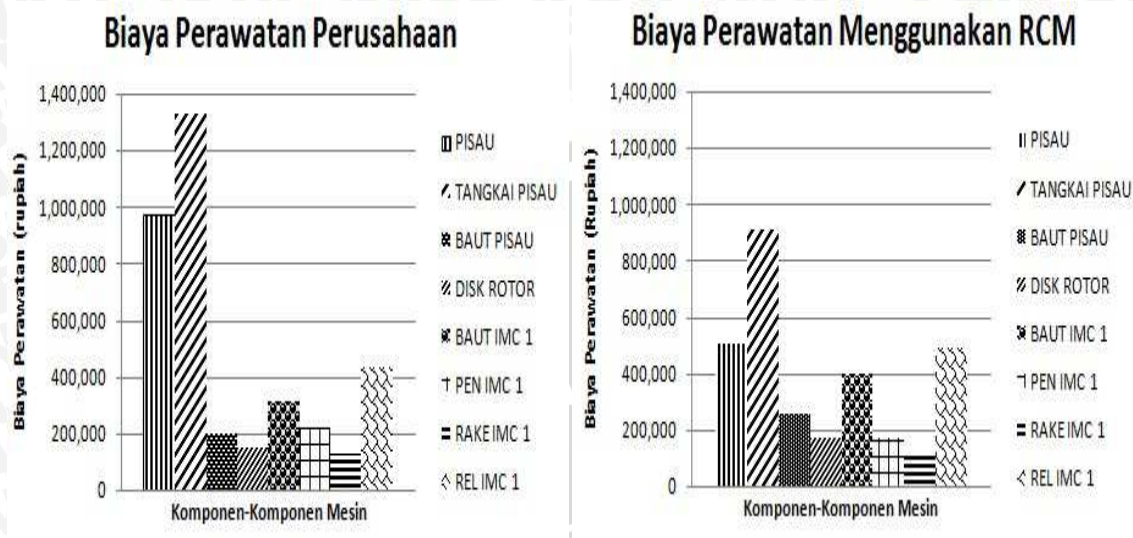 Biaya Perawatan Perusahaan
Biaya Perawatan (rupiah)
1,400,000
1,200,000
1,000,000
800,000
600,000
400,000
200,000
0
Komponen-Komponen Mesin
PISAU
TANGKAI PISAU
BAUT PISAU
DISK ROTOR
BAUT IMC 1
PEN IMC 1
RAKE IMC 1
REL IMC 1
Biaya Perawatan Menggunakan RCM
Biaya Perawatan (Rupiah)
1,400,000
1,200,000
1,000,000
800,000
600,000
400,000
200,000
0
Komponen-Komponen Mesin
PISAU
TANGKAI PISAU
BAUT PISAU
DISK ROTOR
BAUT IMC 1
PEN IMC 1
RAKE IMC 1
REL IMC 1